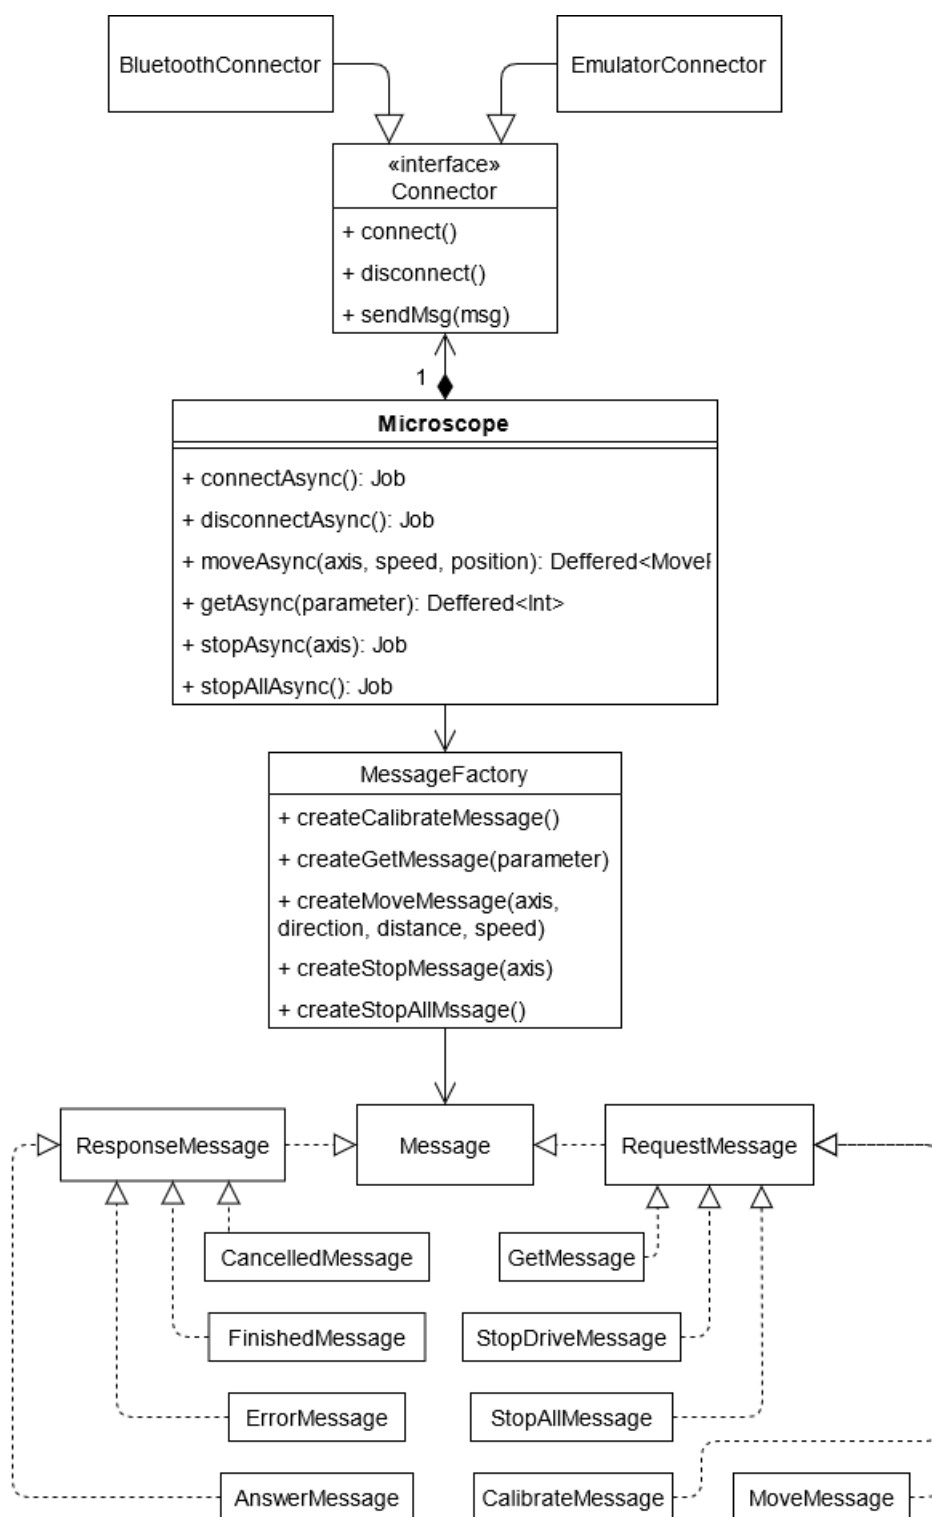 BluetoothConnector
EmulatorConnector
«interface»
Connector
+ connect()
+ disconnect()
+ sendMsg(msg)
1
Microscope
+ connectAsync(): Job
+ disconnectAsync(): Job
+ moveAsync(axis, speed, position): Deffered<Mover
+ getAsync(parameter): Deffered<Int>
+ stopAsync(axis): Job
+ stopAllAsync(): Job
MessageFactory
+ createCalibrateMessage()
+ createGetMessage(parameter)
+ createMoveMessage(axis,
direction, distance, speed)
+ createStopMessage(axis)
+ createStopAllMssage()
ResponseMessage
Message
RequestMessage
CancelledMessage
GetMessage
FinishedMessage
StopDriveMessage
ErrorMessage
StopAllMessage
AnswerMessage
CalibrateMessage
MoveMessage